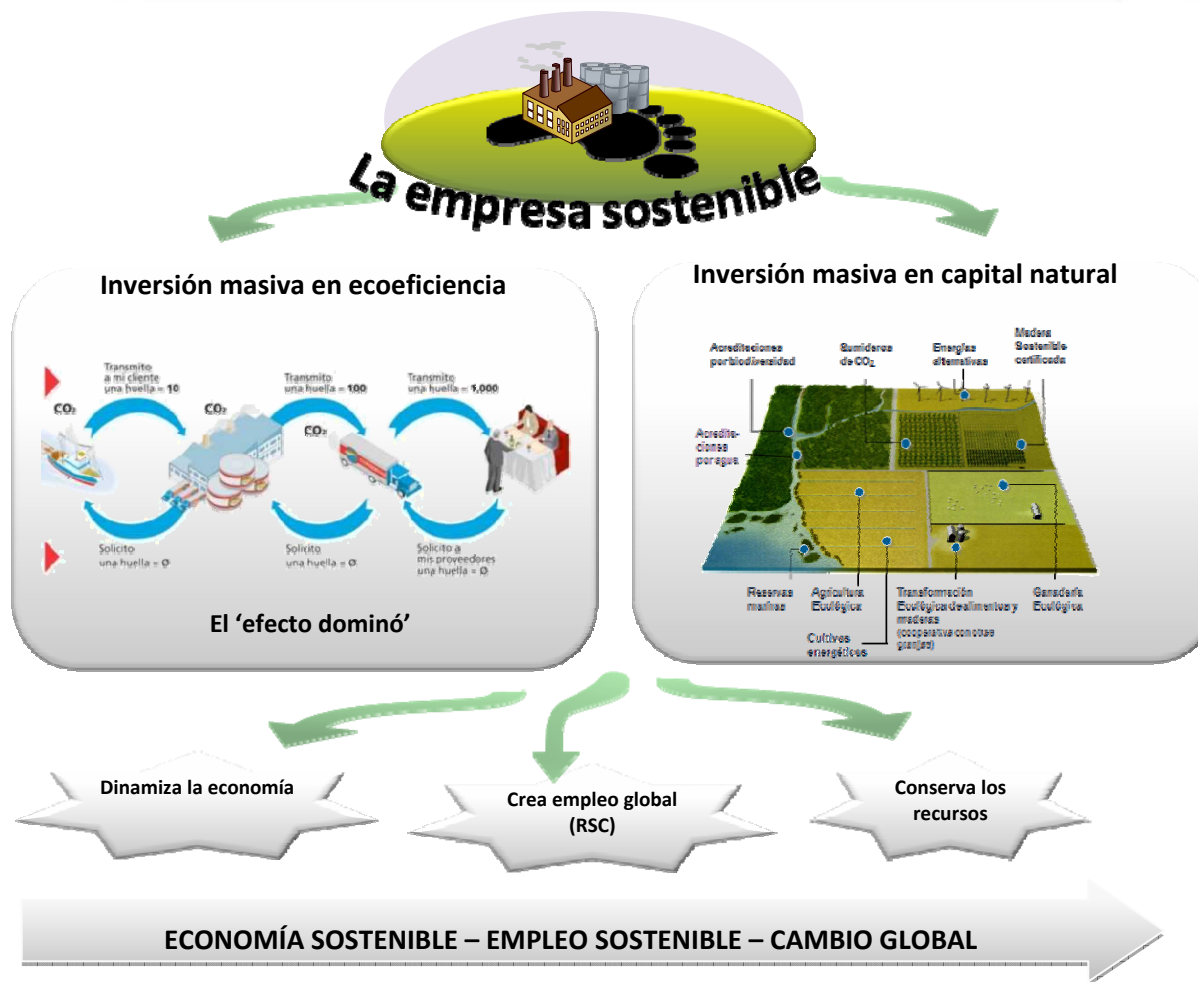 La empresa sostenible
Inversión masiva en ecoeficiencia
Transmito
a mi cliente
una huella = 10
Transmito
una huella = 100
Transmito
una huella = 1,000
CO₂
CO₂
CO₂
Solicito
una huella = Ø
Solicito
una huella = Ø
Solicito a
mis proveedores
una huella = Ø
El ‘efecto dominó’
Inversión masiva en capital natural
Acreditaciones
por biodiversidad
Sumideros
de CO₂
Energías
alternativas
Madera
Sostenible
certificada
Acredita-
ciones
por agua
Reservas
marinas
Agricultura
Ecológica
Cultivos
energéticos
Transformación
Ecológica de alimentos y
maderas
(cooperativa con otras
granjas)
Ganadería
Ecológica
Dinamiza la economía
Crea empleo global
(RSC)
Conserva los
recursos
ECONOMÍA SOSTENIBLE – EMPLEO SOSTENIBLE – CAMBIO GLOBAL